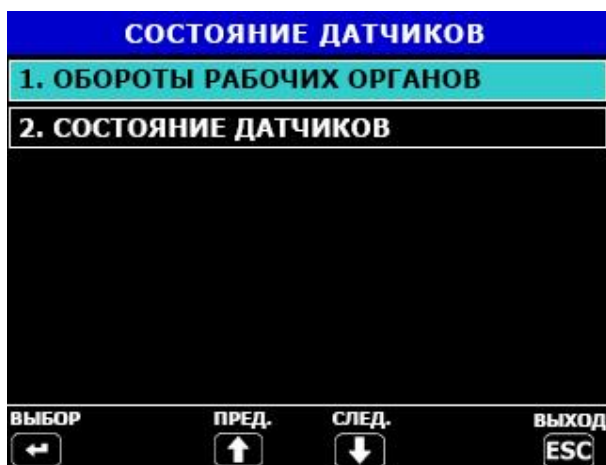 СОСТОЯНИЕ ДАТЧИКОВ
1. ОБОРОТЫ РАБОЧИХ ОРГАНОВ
2. СОСТОЯНИЕ ДАТЧИКОВ
ВЫБОР ПРЕД. СЛЕД. ВЫХОД
ESC